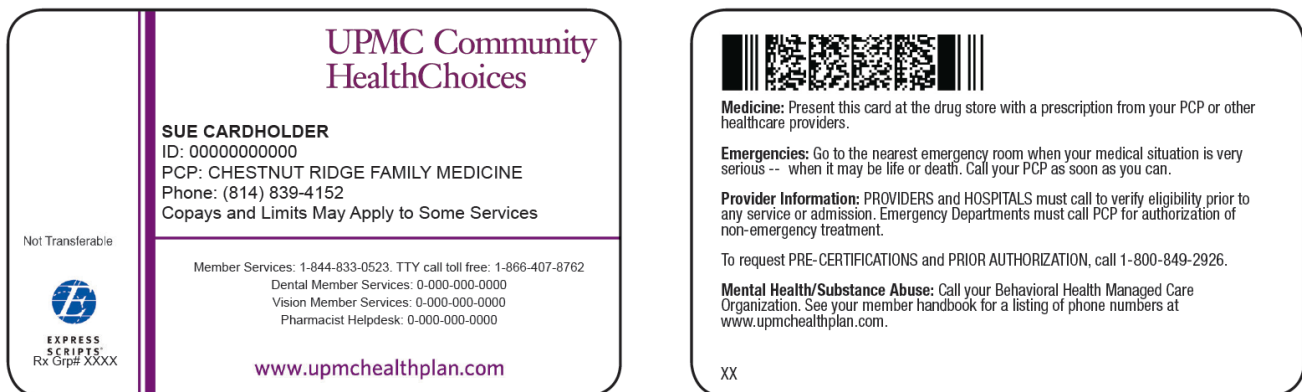 UPMC Community
HealthChoices
SUE CARDHOLDER
ID: 00000000000
PCP: CHESTNUT RIDGE FAMILY MEDICINE
Phone: (814) 839-4152
Copays and Limits May Apply to Some Services
Not Transferable
EXPRESS
SCRIPTS®
Rx Grp# XXXX
Member Services: 1-844-833-0523. TTY call toll free: 1-866-407-8762
Dental Member Services: 0-000-000-0000
Vision Member Services: 0-000-000-0000
Pharmacist Helpdesk: 0-000-000-0000
www.upmchealthplan.com
Medicine: Present this card at the drug store with a prescription from your PCP or other
healthcare providers.
Emergencies: Go to the nearest emergency room when your medical situation is very
serious -- when it may be life or death. Call your PCP as soon as you can.
Provider Information: PROVIDERS and HOSPITALS must call to verify eligibility prior to
any service or admission. Emergency Departments must call PCP for authorization of
non-emergency treatment.
To request PRE-CERTIFICATIONS and PRIOR AUTHORIZATION, call 1-800-849-2926.
Mental Health/Substance Abuse: Call your Behavioral Health Managed Care
Organization. See your member handbook for a listing of phone numbers at
www.upmchealthplan.com.
XX